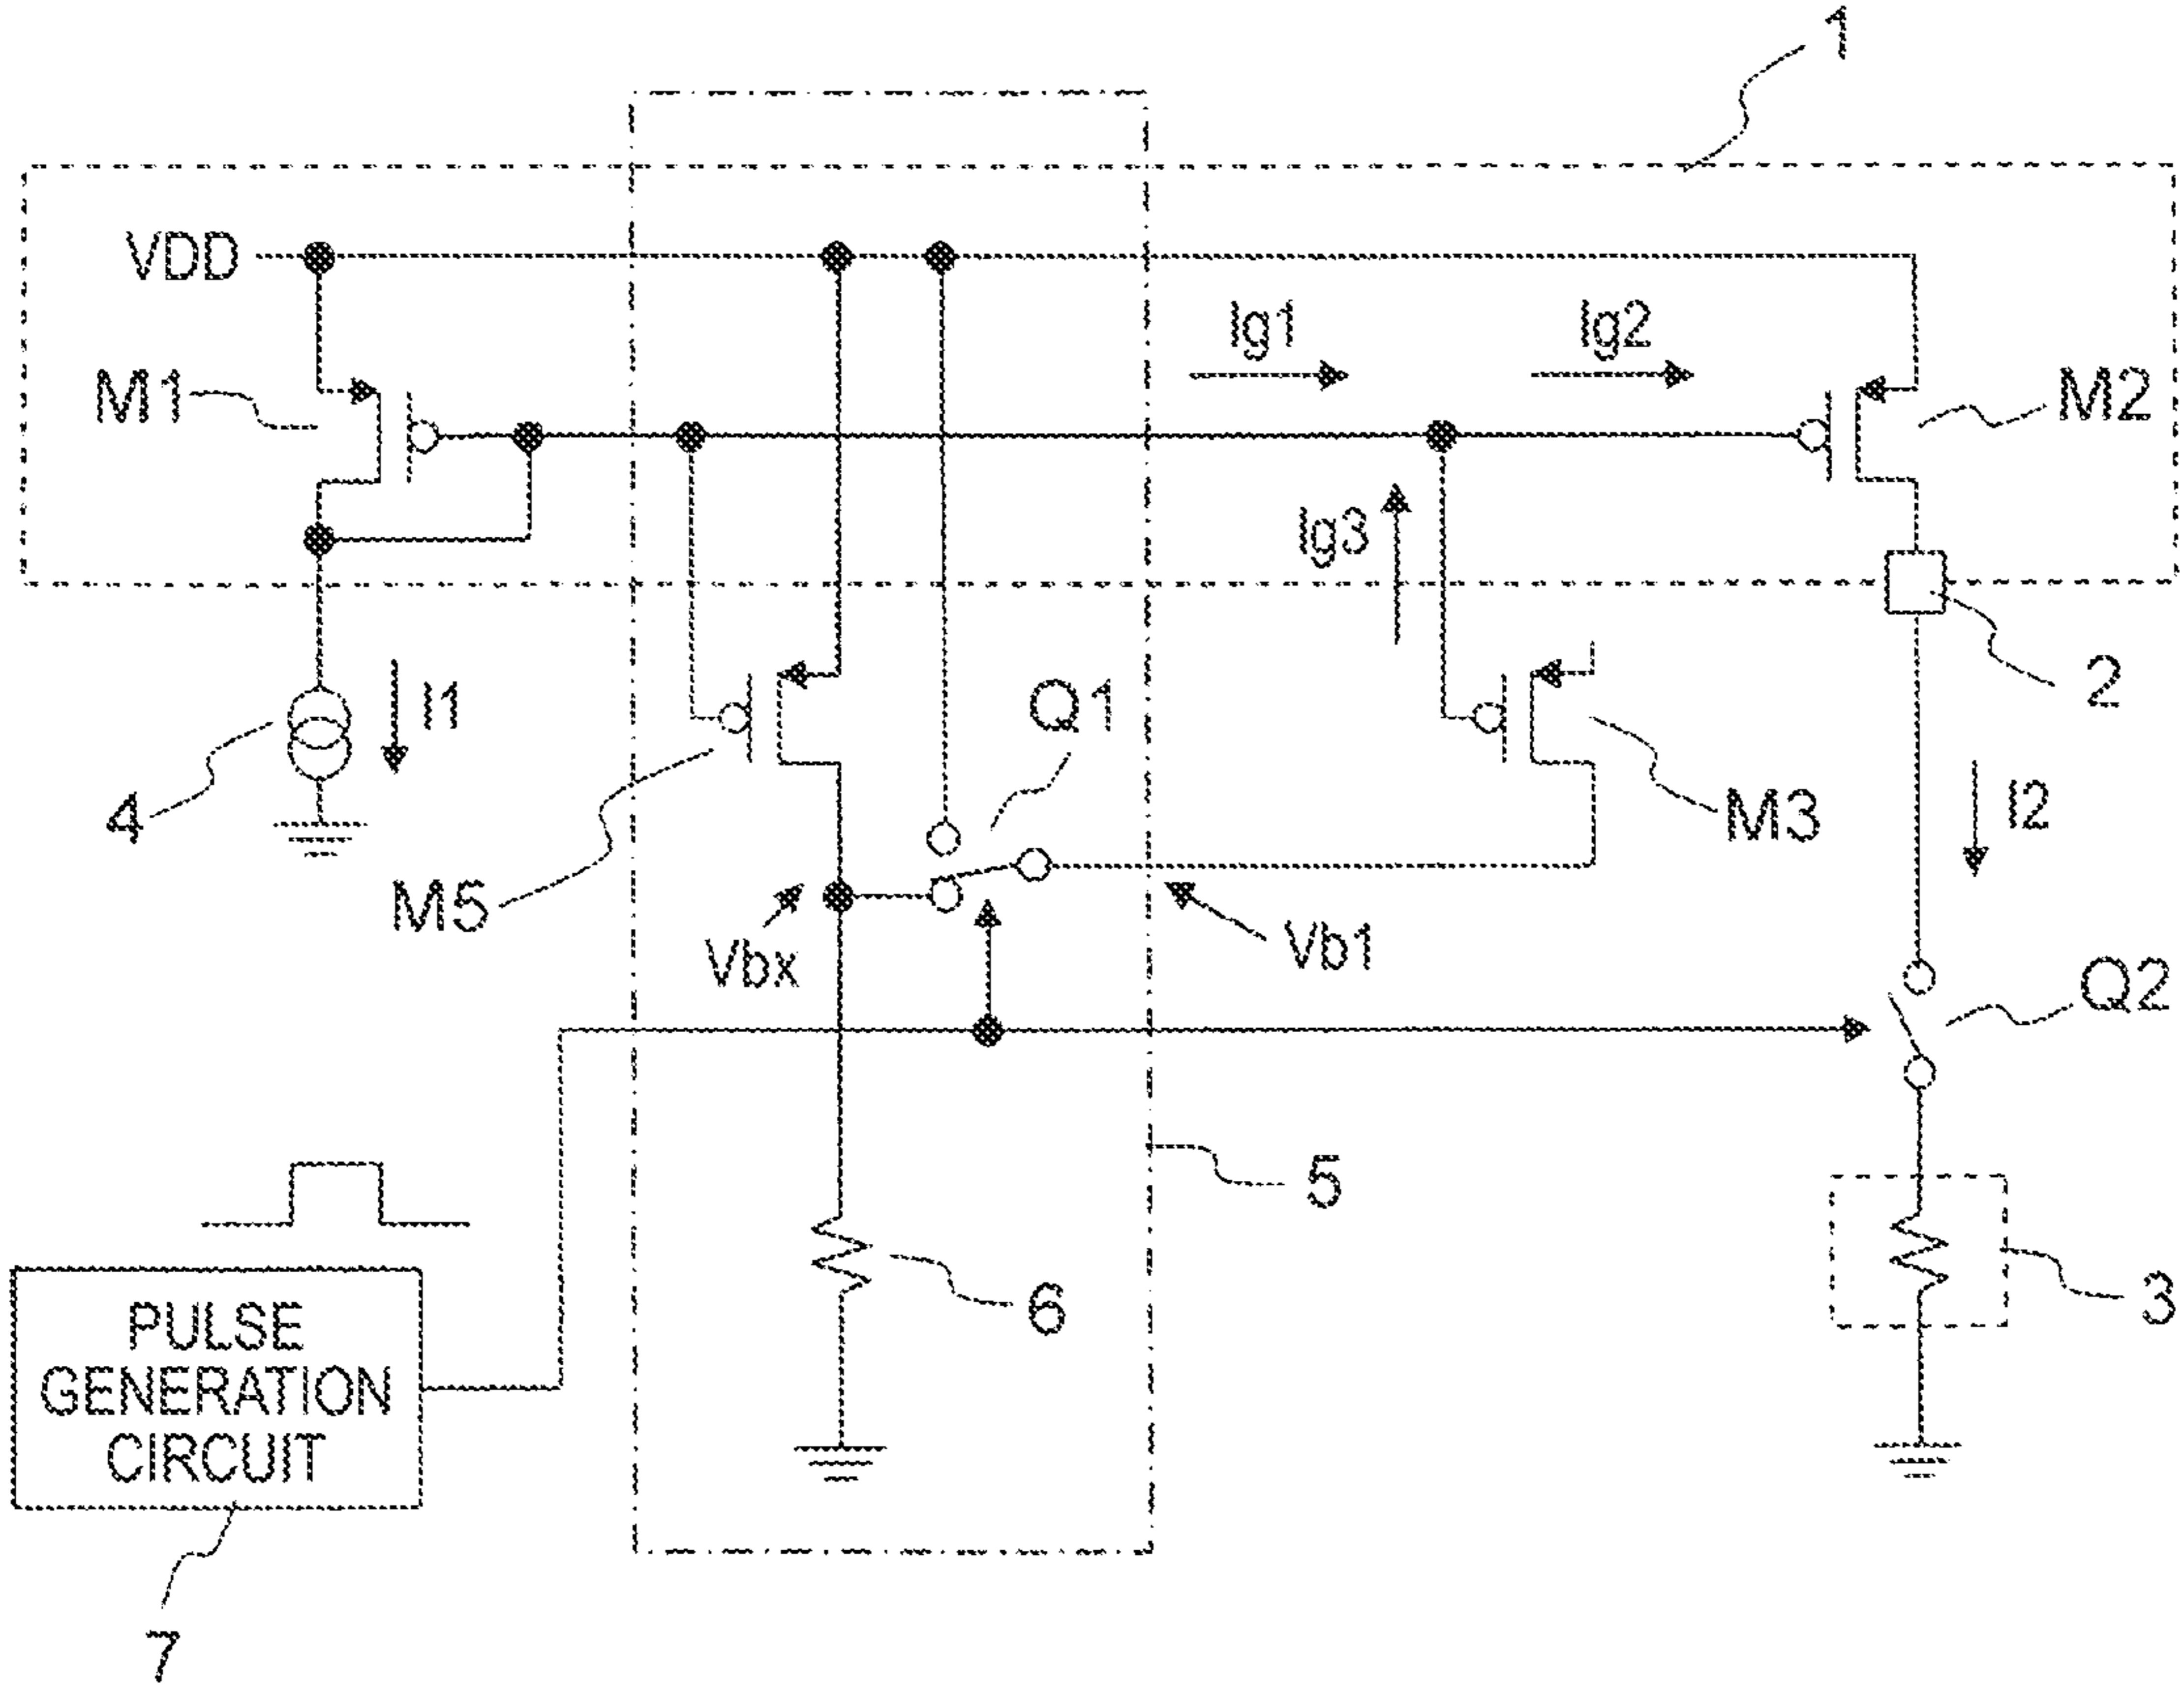 1
VDD
Ig1
Ig2
M1
M2
Ig3
I1
Q1
2
4
M3
I2
M5
Vbx
Vb1
Q2
5
6
3
PULSE
GENERATION
CIRCUIT
7